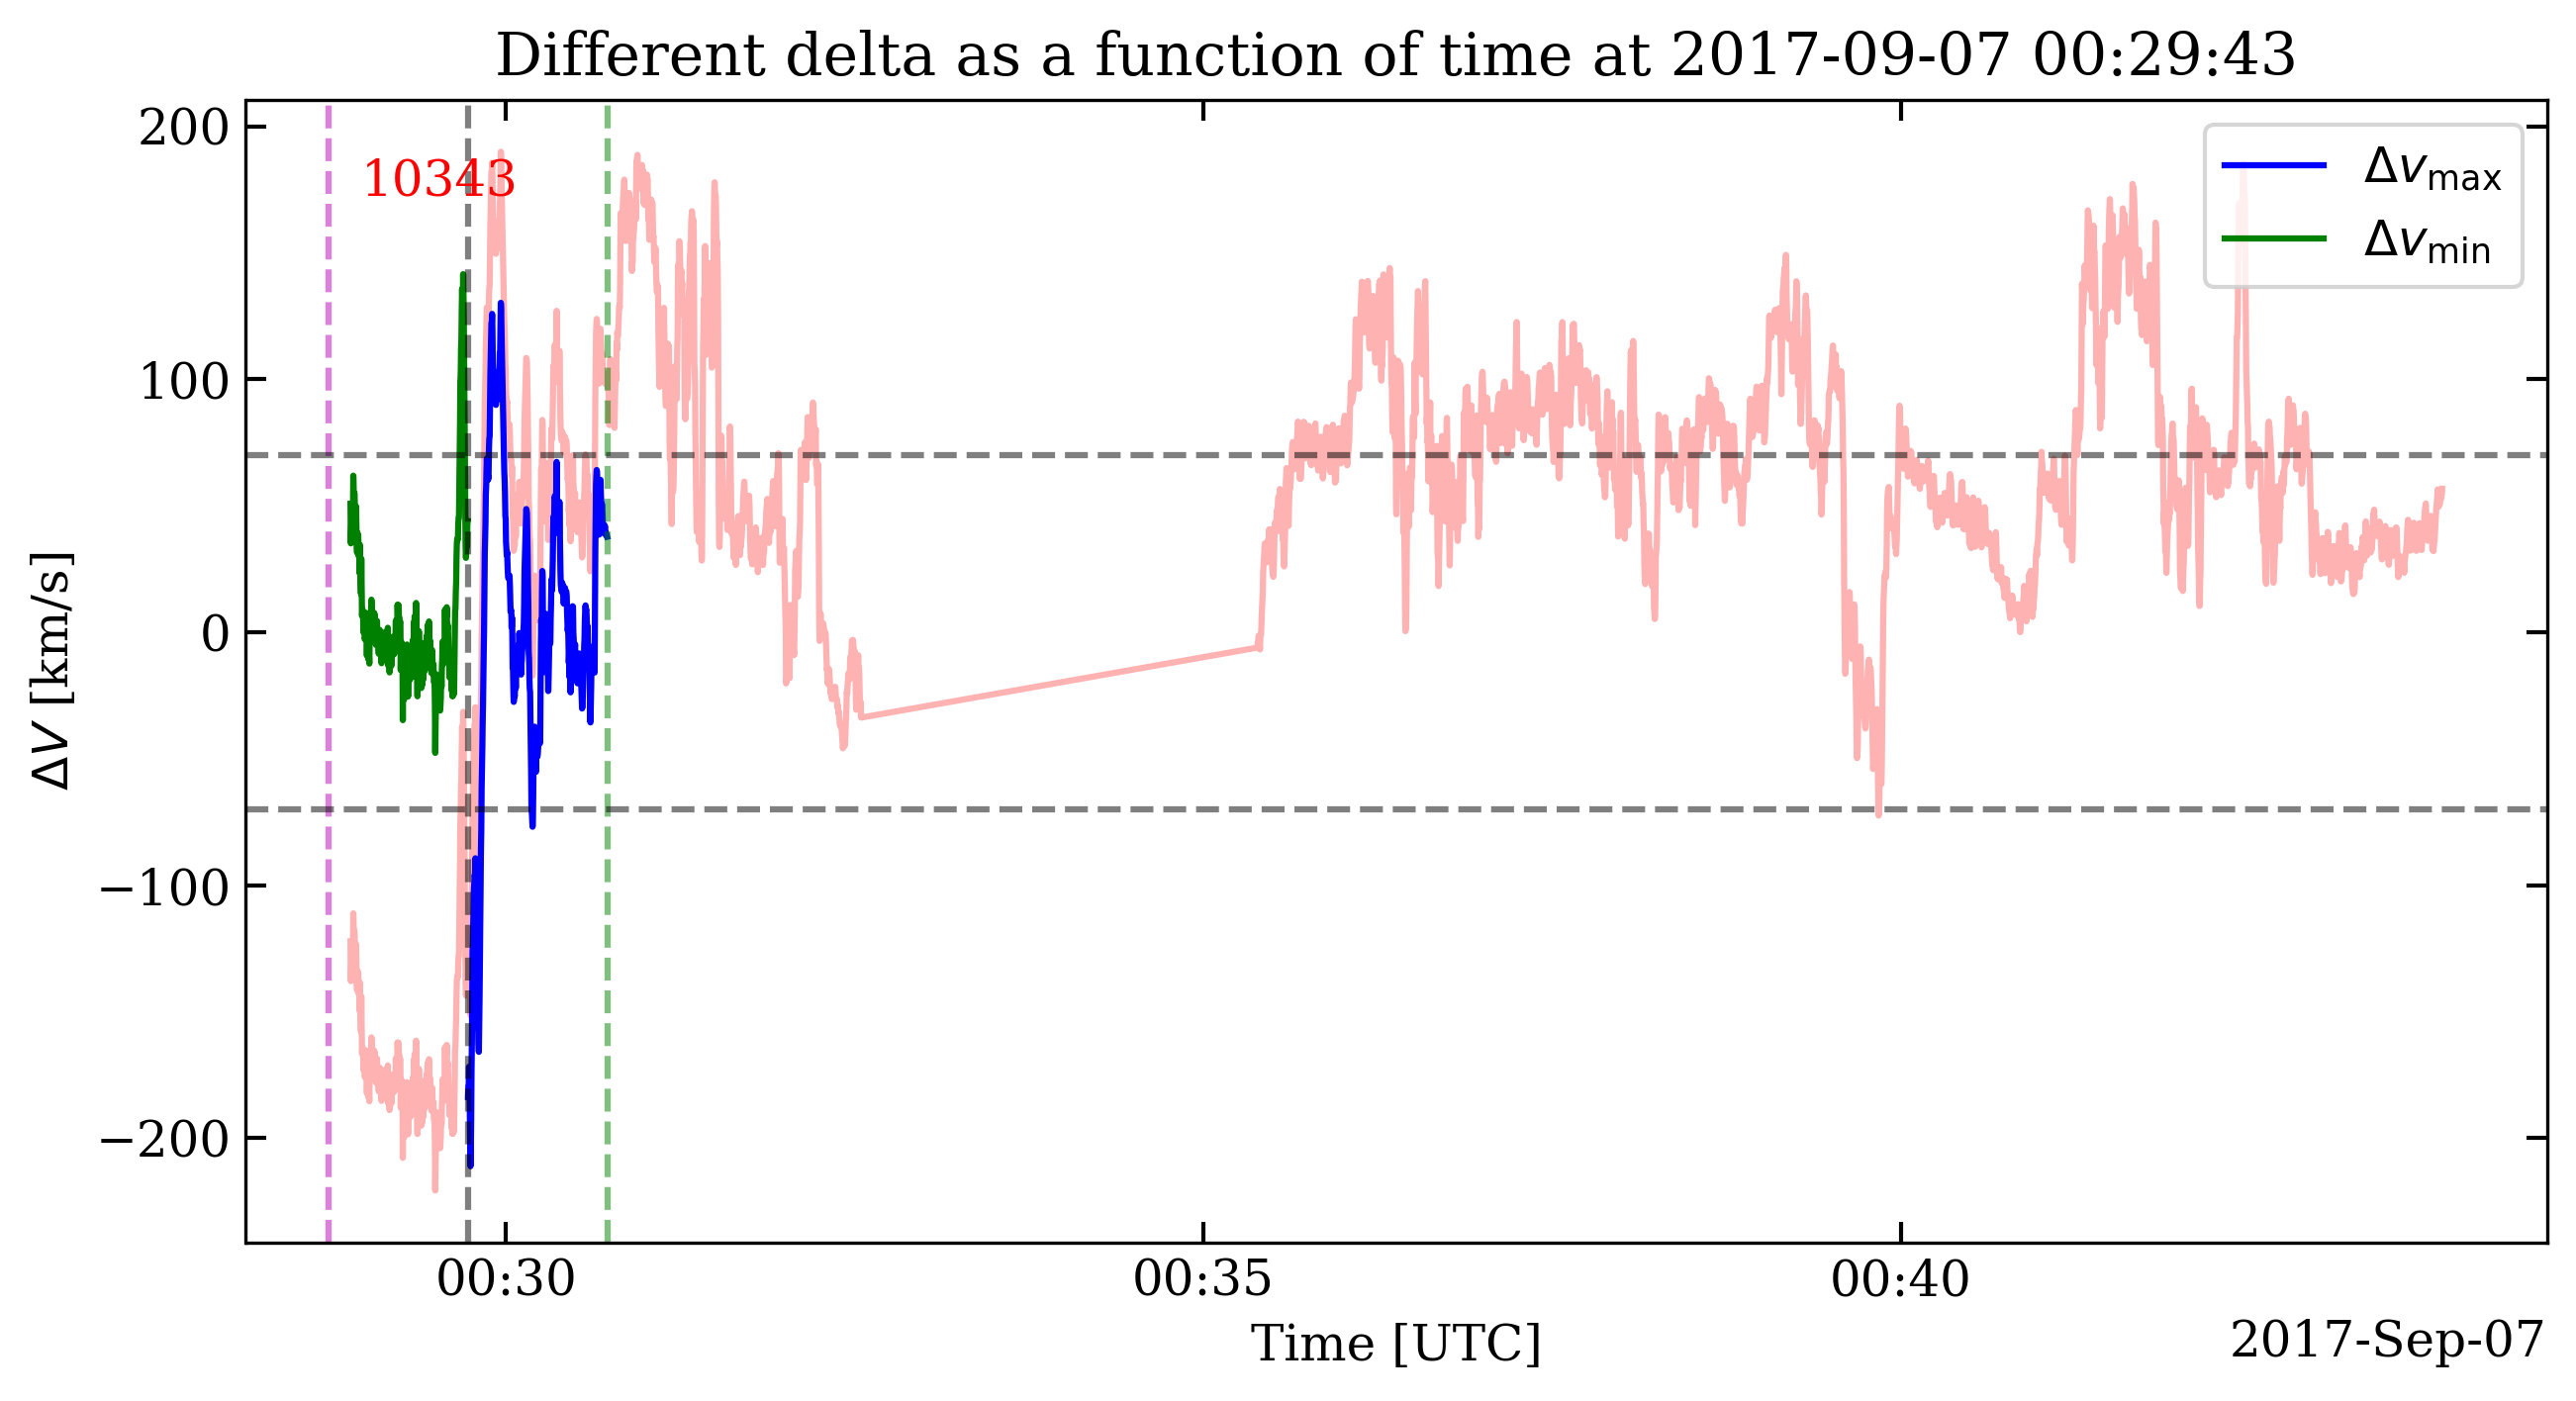 Different delta as a function of time at 2017-09-07 00:29:43
10343
Δv_max
Δv_min
ΔV [km/s]
200
100
0
−100
−200
00:30
00:35
00:40
Time [UTC]
2017-Sep-07